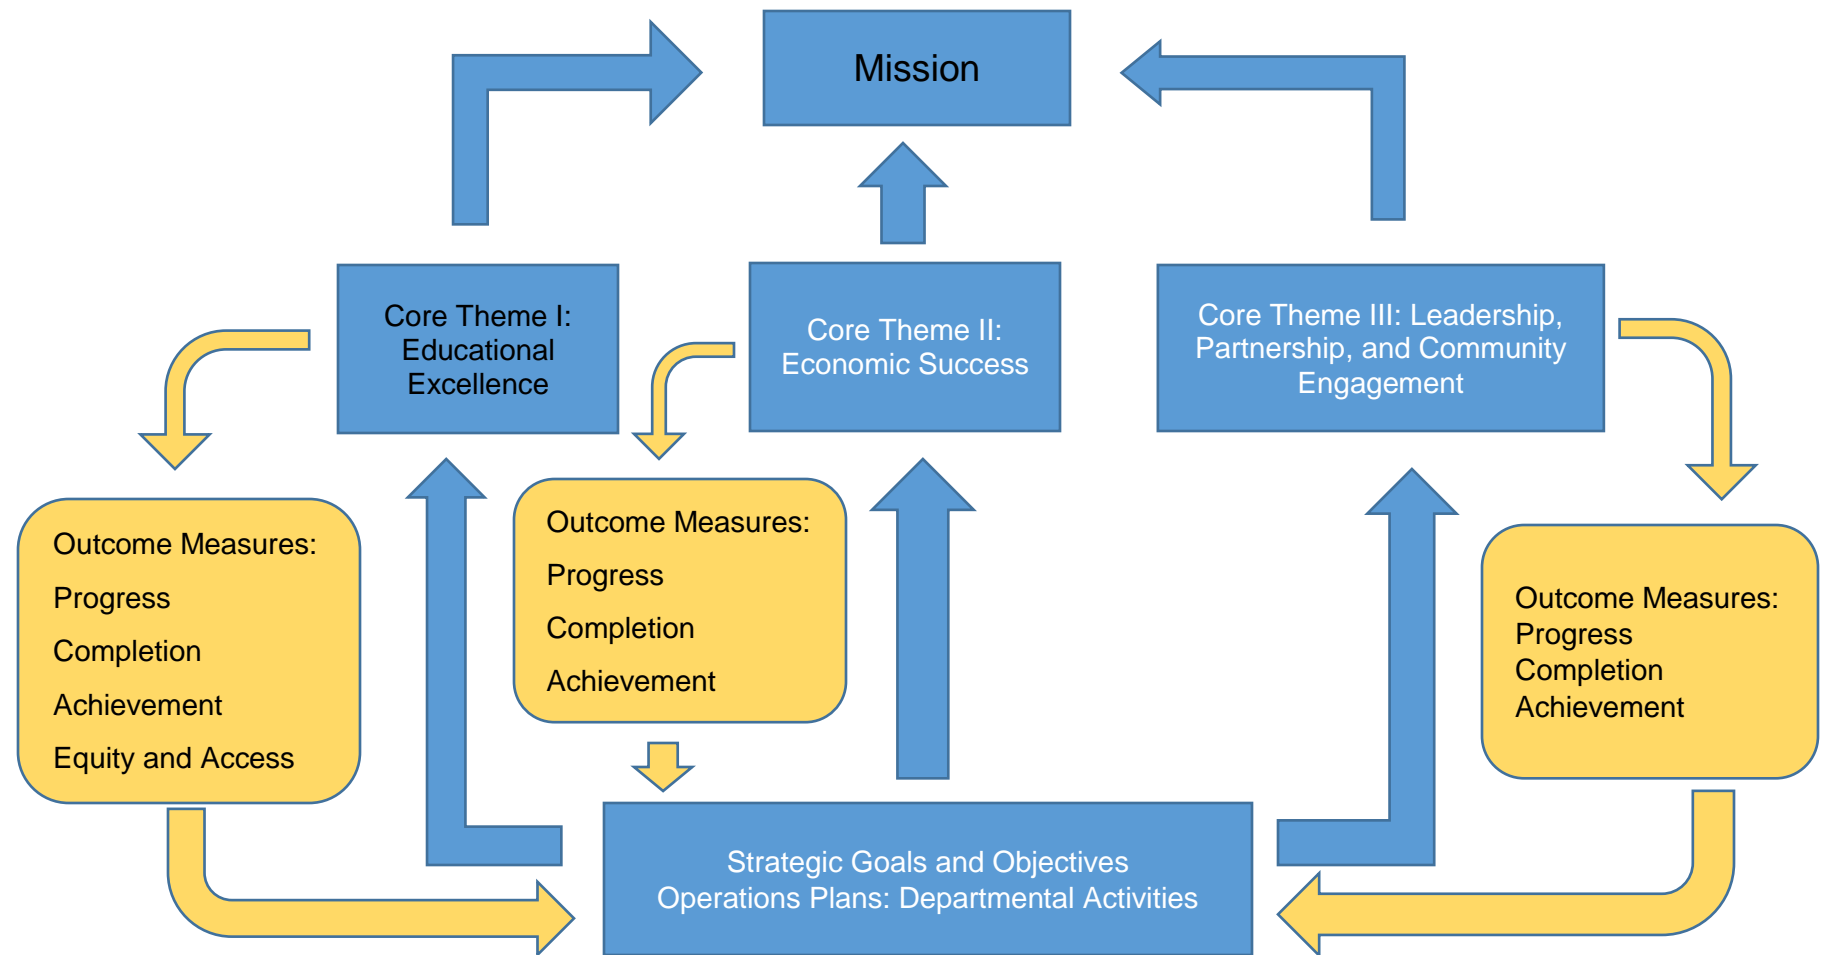 Mission
Core Theme I:
Educational
Excellence
Core Theme II:
Economic Success
Core Theme III: Leadership,
Partnership, and Community
Engagement
Outcome Measures:
Progress
Completion
Achievement
Equity and Access
Outcome Measures:
Progress
Completion
Achievement
Outcome Measures:
Progress
Completion
Achievement
Strategic Goals and Objectives
Operations Plans: Departmental Activities